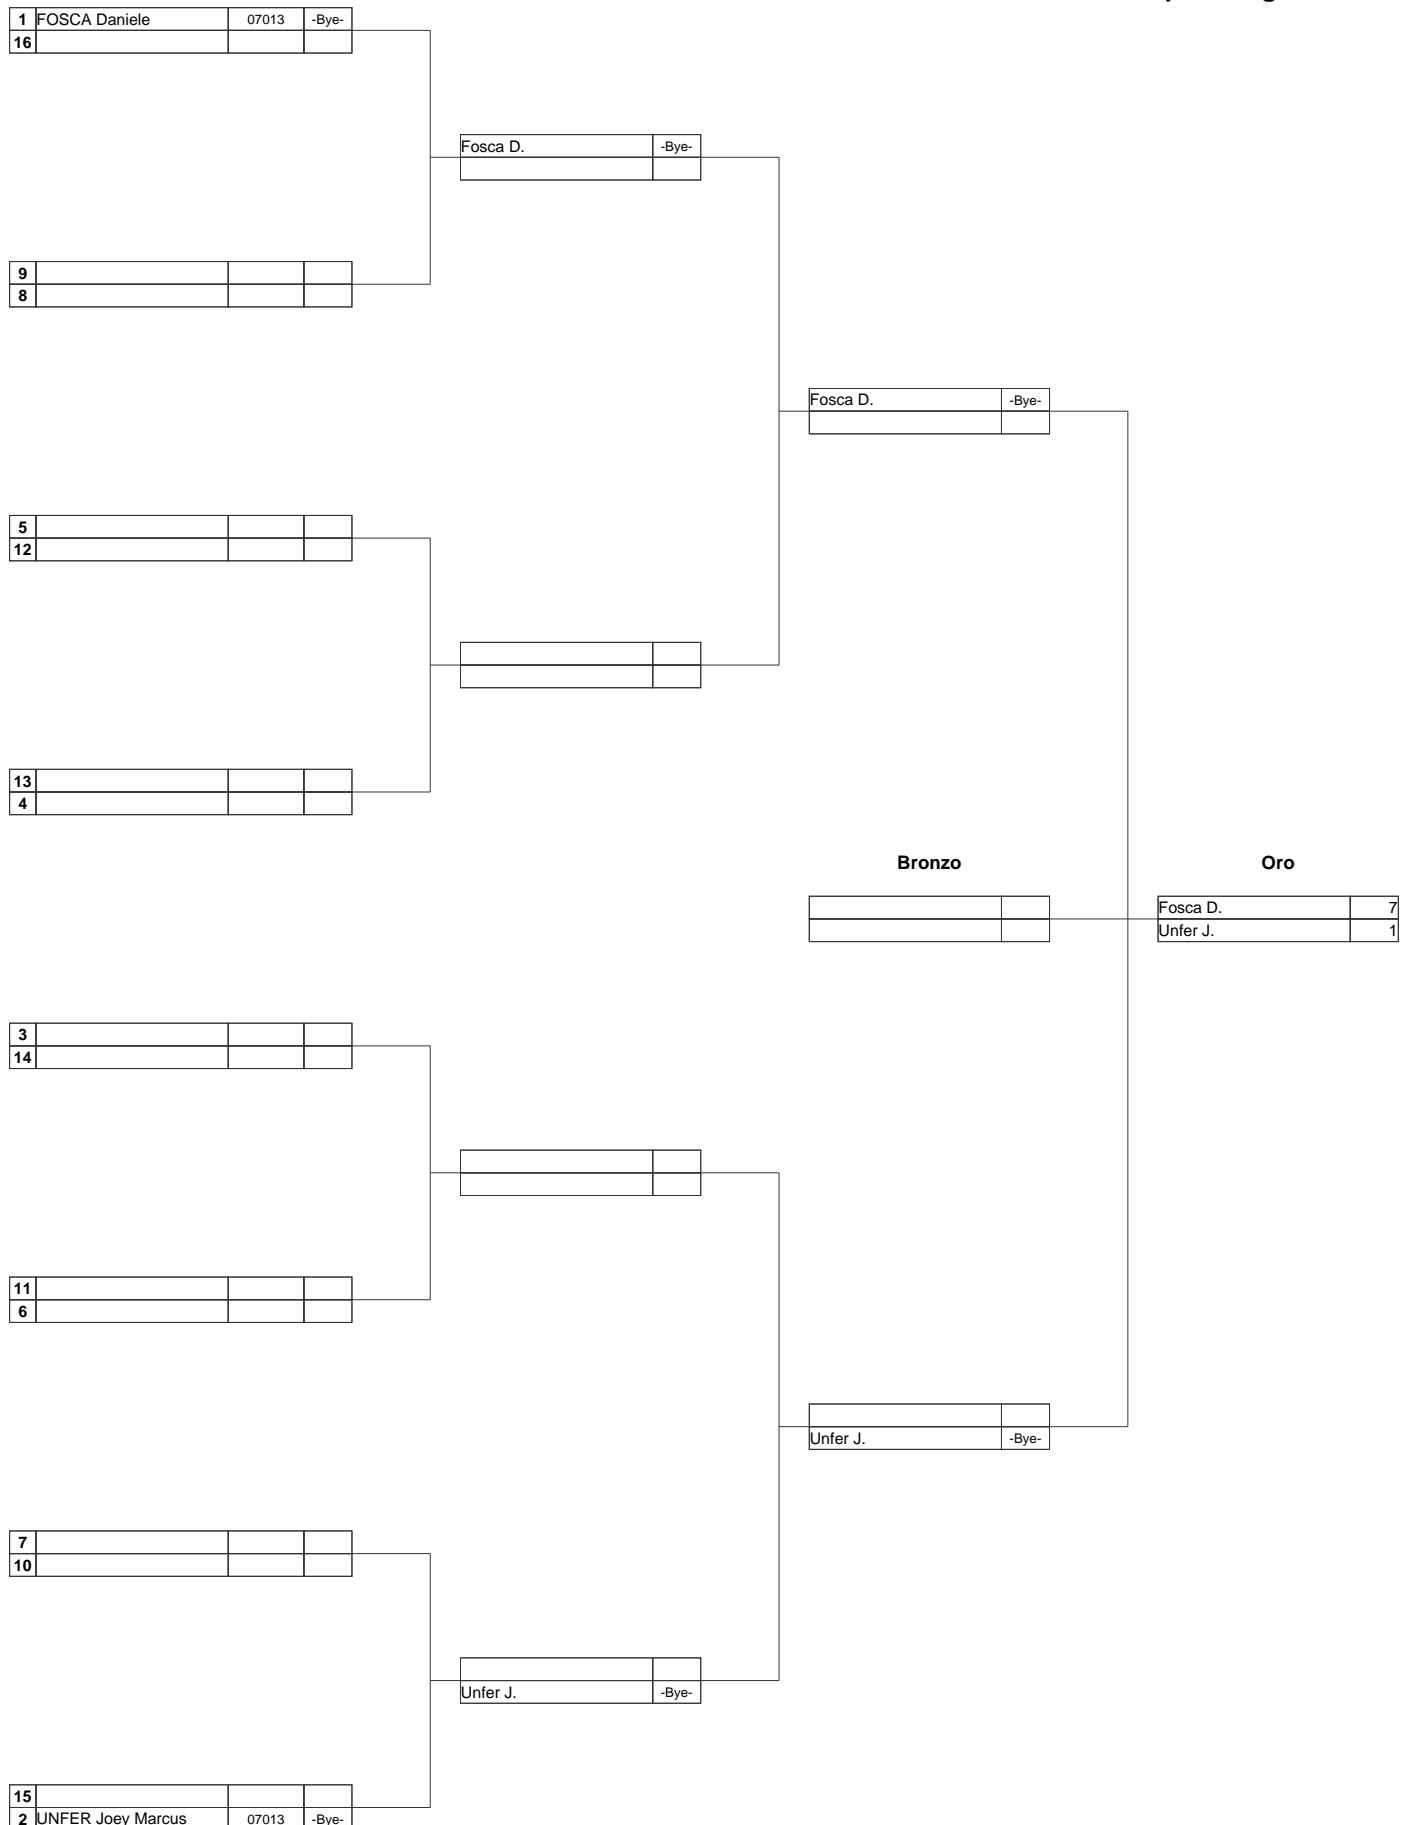 1 FOSCA Daniele 07013 -Bye-
16
Fosca D. -Bye-
9
8
Fosca D. -Bye-
5
12
13
4
Bronzo Oro
Fosca D. 7
Unfer J. 1
3
14
11
6
Unfer J. -Bye-
7
10
Unfer J. -Bye-
15
2 UNFER Joey Marcus 07013 -Bye-